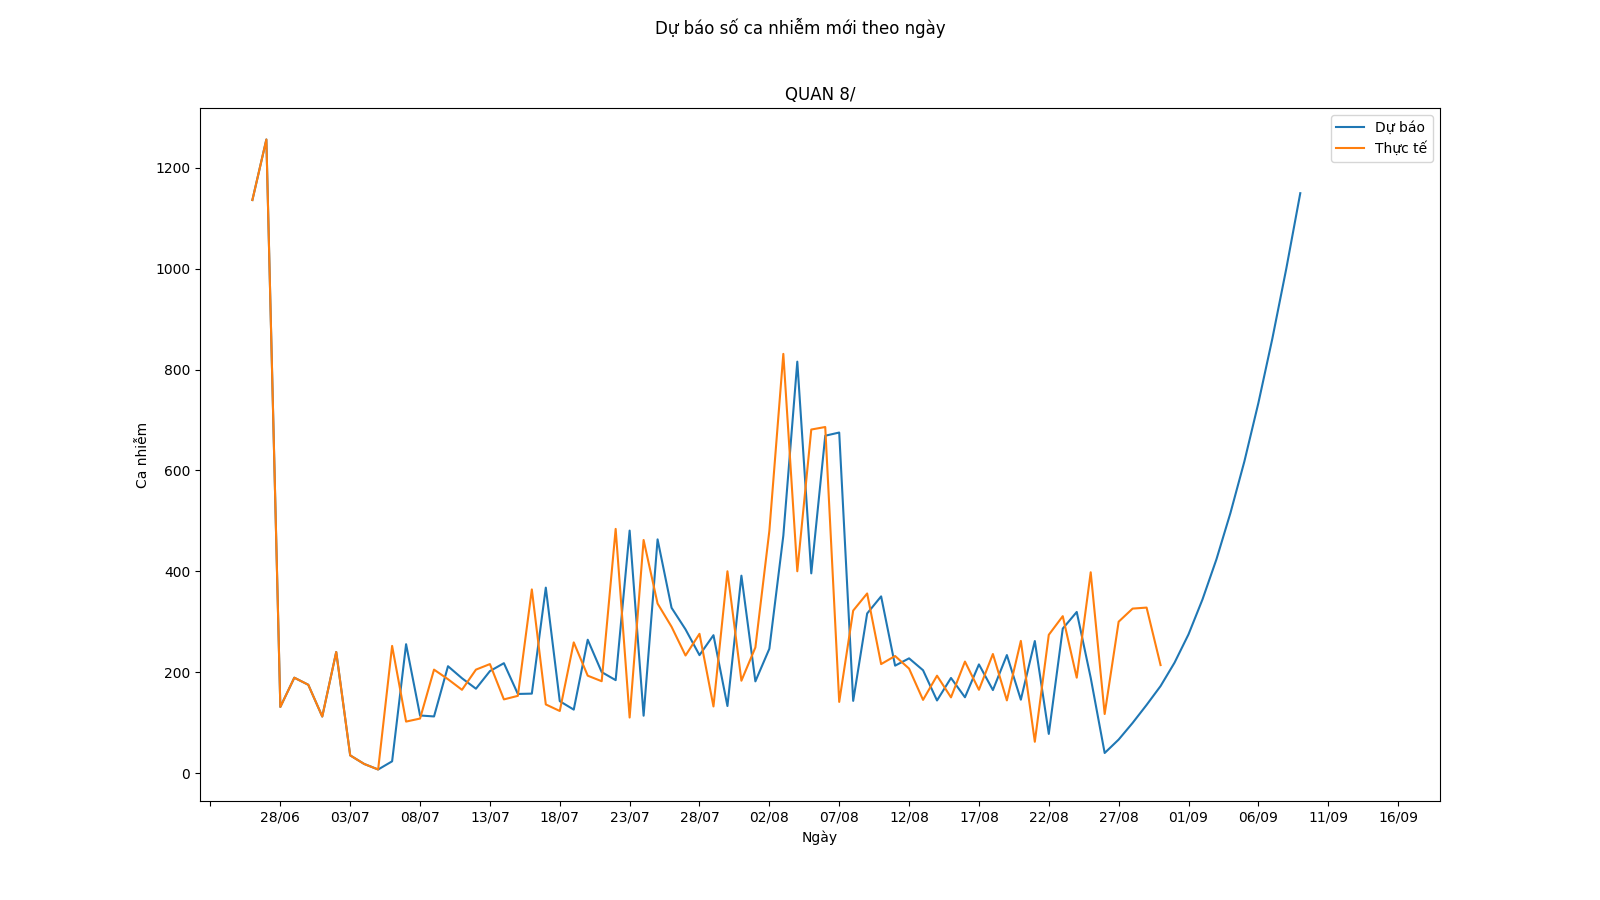 Dự báo số ca nhiễm mới theo ngày
QUAN 8/
Dự báo
Thực tế
1200
1000
800
600
400
200
0
Ca nhiễm
28/06 03/07 08/07 13/07 18/07 23/07 28/07 02/08 07/08 12/08 17/08 22/08 27/08 01/09 06/09 11/09 16/09
Ngày